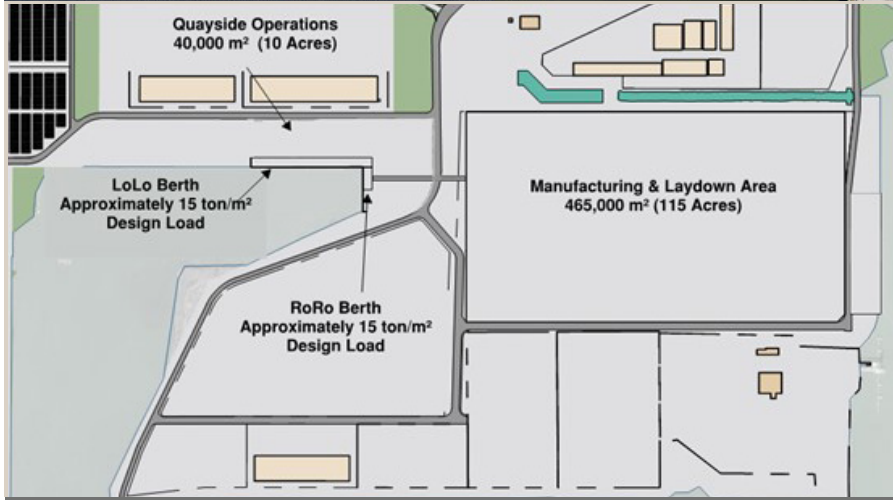 Quayside Operations
40,000 m² (10 Acres)
LoLo Berth
Approximately 15 ton/m²
Design Load
Manufacturing & Laydown Area
465,000 m² (115 Acres)
RoRo Berth
Approximately 15 ton/m²
Design Load